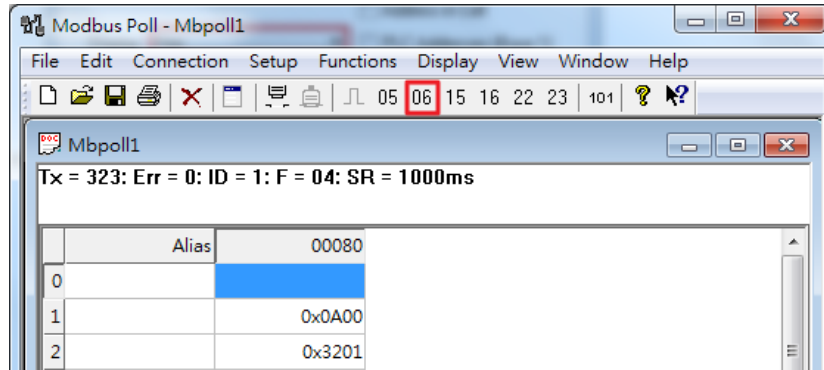 Modbus Poll - Mbpoll1
File Edit Connection Setup Functions Display View Window Help
05 06 15 16 22 23 101
Mbpoll1
Tx = 323: Err = 0: ID = 1: F = 04: SR = 1000ms
Alias 00080
0
1 0x0A00
2 0x3201